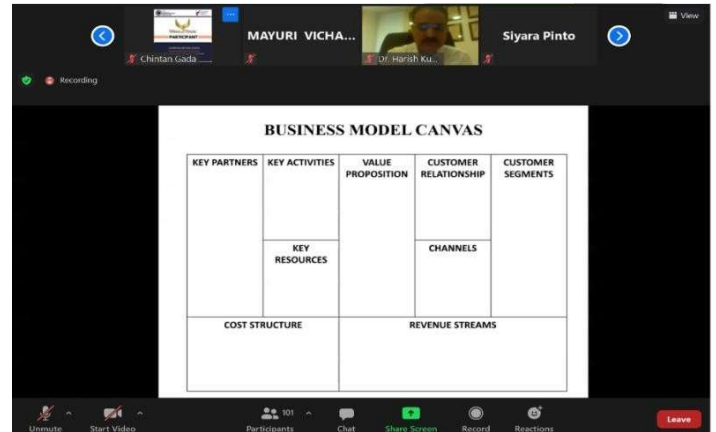 View
PARTICIPANT
Chintan Gada
MAYURI VICHA...
Dr. Harish Ku...
Siyara Pinto
Recording
BUSINESS MODEL CANVAS
KEY PARTNERS
KEY ACTIVITIES
VALUE
PROPOSITION
CUSTOMER
RELATIONSHIP
CUSTOMER
SEGMENTS
KEY
RESOURCES
CHANNELS
COST STRUCTURE
REVENUE STREAMS
Unmute
Start Video
101
Participants
Chat
Share Screen
Record
Reactions
Leave